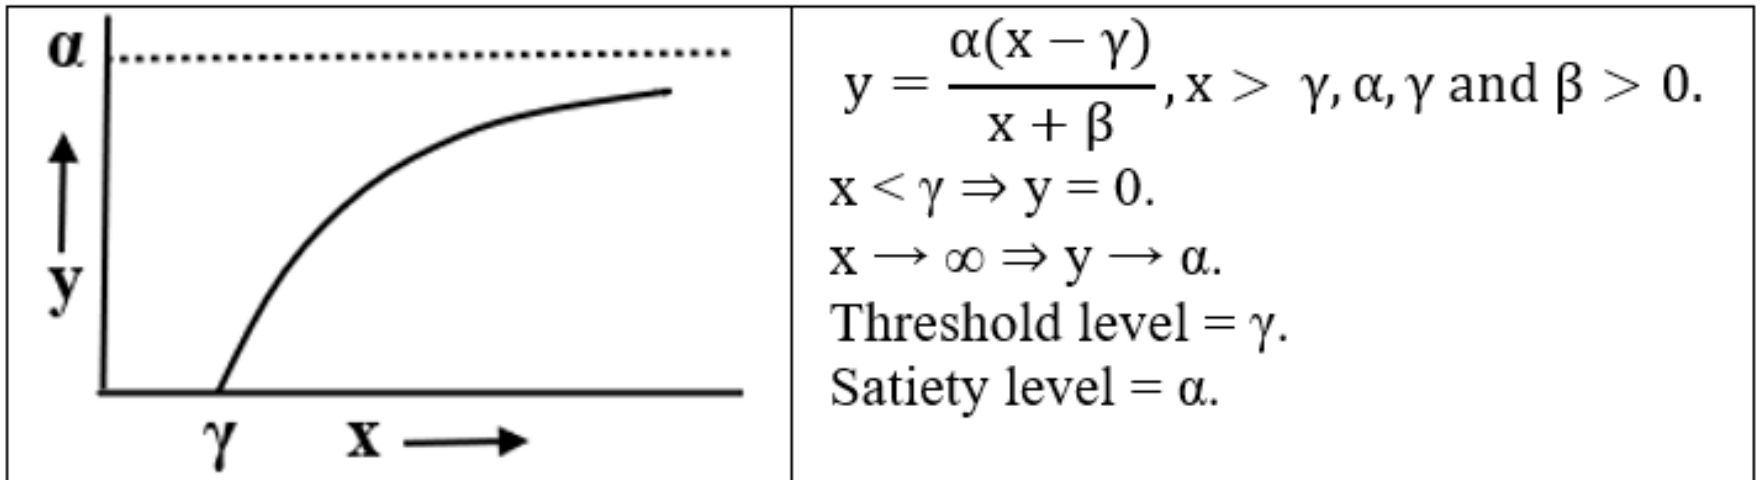 α
y
γ x
y = α(x − γ) / x + β , x > γ, α, γ and β > 0.
x < γ ⇒ y = 0.
x → ∞ ⇒ y → α.
Threshold level = γ.
Satiety level = α.